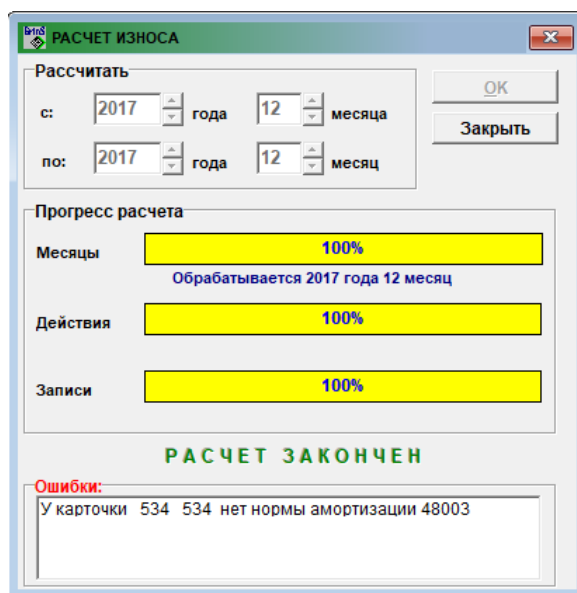 РАСЧЕТ ИЗНОСА
Рассчитать
с: 2017 года 12 месяца
OK
по: 2017 года 12 месяц
Закрыть
Прогресс расчета
Месяцы 100%
Обрабатывается 2017 года 12 месяц
Действия 100%
Записи 100%
РАСЧЕТ ЗАКОНЧЕН
Ошибки:
У карточки 534 534 нет нормы амортизации 48003